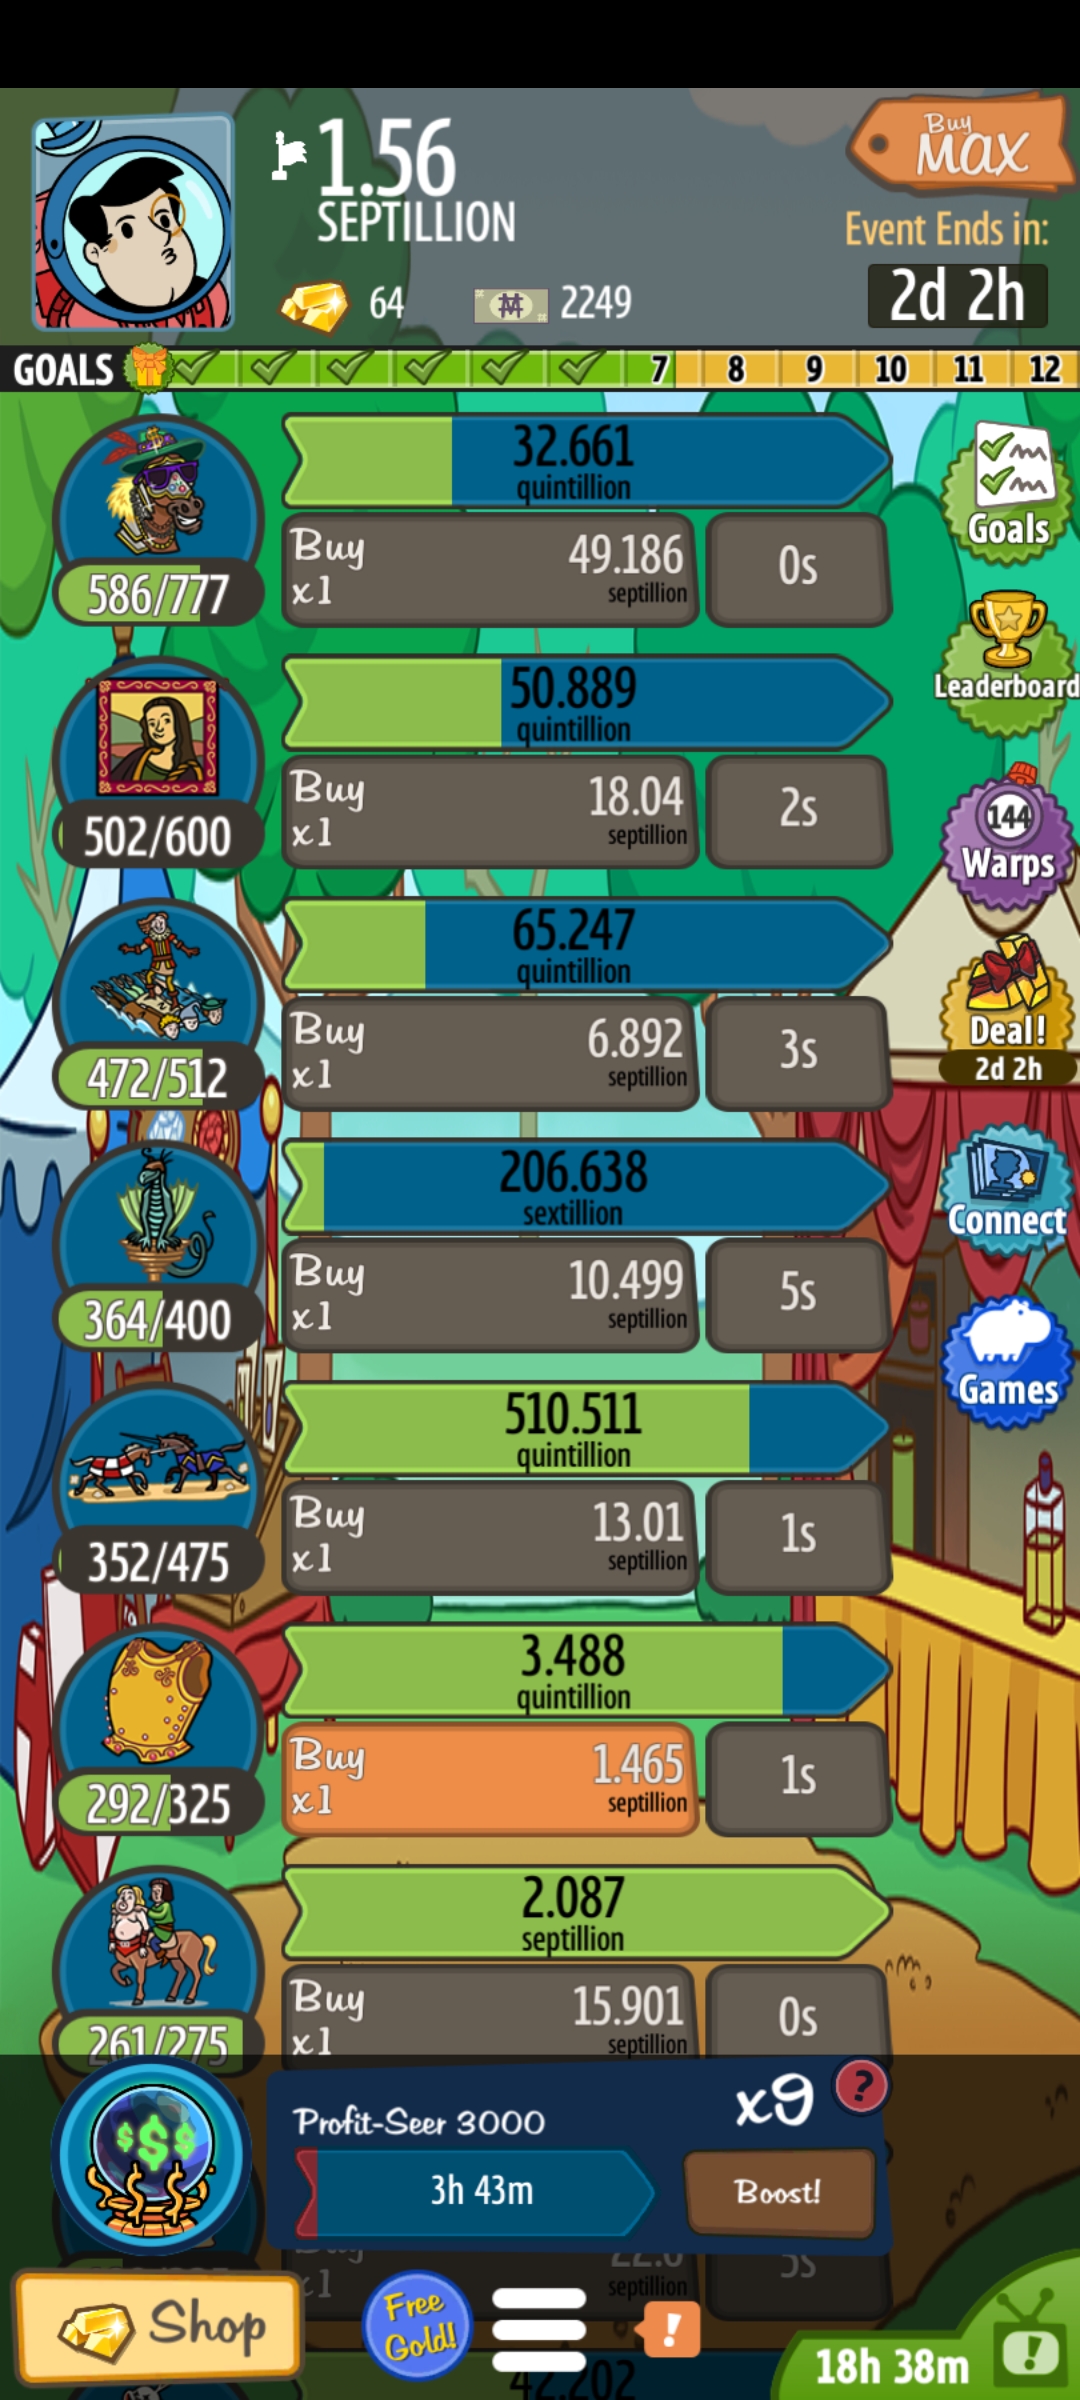 1.56
SEPTILLION
Buy
MAX
Event Ends in:
2d 2h
64
2249
GOALS 7 8 9 10 11 12
32.661
quintillion
Buy
x1
49.186
septillion
0s
586/777
Goals
50.889
quintillion
Leaderboard
Buy
x1
18.04
septillion
2s
502/600
144
Warps
65.247
quintillion
Buy
x1
6.892
septillion
3s
472/512
Deal!
2d 2h
206.638
sextillion
Connect
Buy
x1
10.499
septillion
5s
364/400
Games
510.511
quintillion
Buy
x1
13.01
septillion
1s
352/475
3.488
quintillion
Buy
x1
1.465
septillion
1s
292/325
2.087
septillion
Buy
x1
15.901
septillion
0s
261/275
$$$
Profit-Seer 3000
x9
?
3h 43m
Boost!
septillion
5s
Shop
Free
Gold!
!
18h 38m
!
42.202